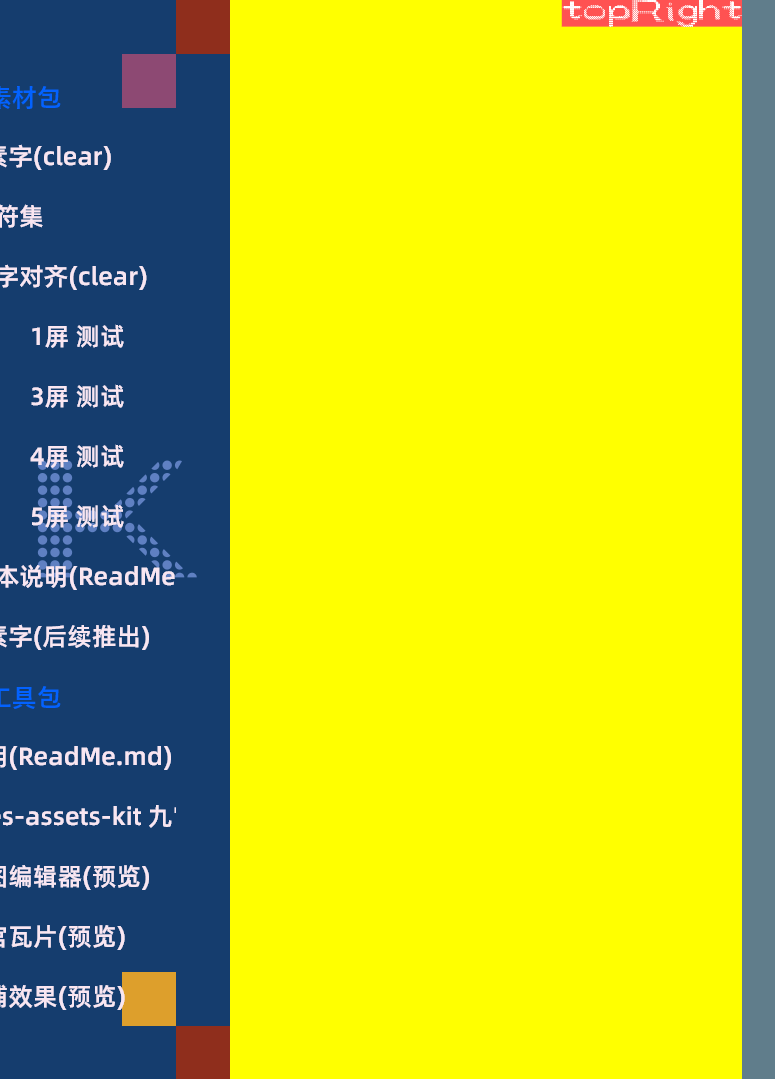 topRight
素材包
素字(clear)
符集
字对齐(clear)
1屏 测试
3屏 测试
4屏 测试
5屏 测试
本说明(ReadMe
素字(后续推出)
工具包
明(ReadMe.md)
es-assets-kit 九
图编辑器(预览)
宫瓦片(预览)
铺效果(预览)
K